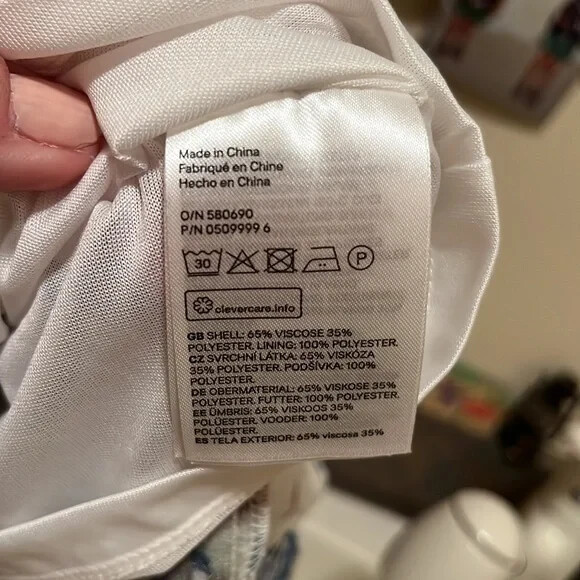 Made in China
Fabriqué en Chine
Hecho en China
O/N 580690
P/N 0509999 6
30 P
clevercare.info
GB SHELL: 65% VISCOSE 35%
POLYESTER. LINING: 100% POLYESTER.
CZ SVRCHNÍ LÁTKA: 65% VISKÓZA
35% POLYESTER. PODŠÍVKA: 100%
POLYESTER.
DE OBERMATERIAL: 65% VISKOSE 35%
POLYESTER. FUTTER: 100% POLYESTER.
EE ÜMBRIS: 65% VISKOOS 35%
POLÜESTER. VOODER: 100%
POLÜESTER.
ES TELA EXTERIOR: 65% viscosa 35%